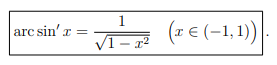 arc sin′ x = 1/√(1 − x²) (x ∈ (−1, 1)).